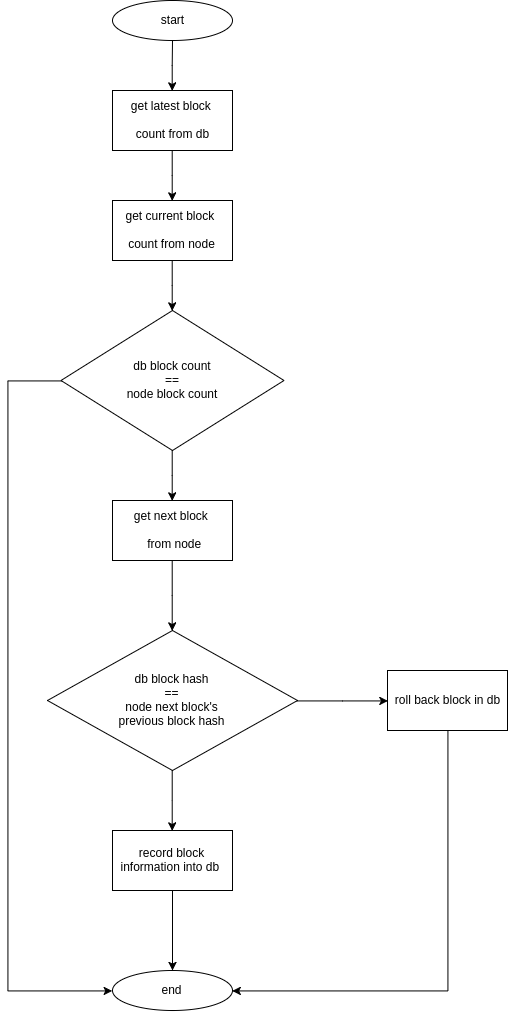 start
get latest block
count from db
get current block
count from node
db block count
==
node block count
get next block
from node
db block hash
==
node next block's
previous block hash
roll back block in db
record block
information into db
end